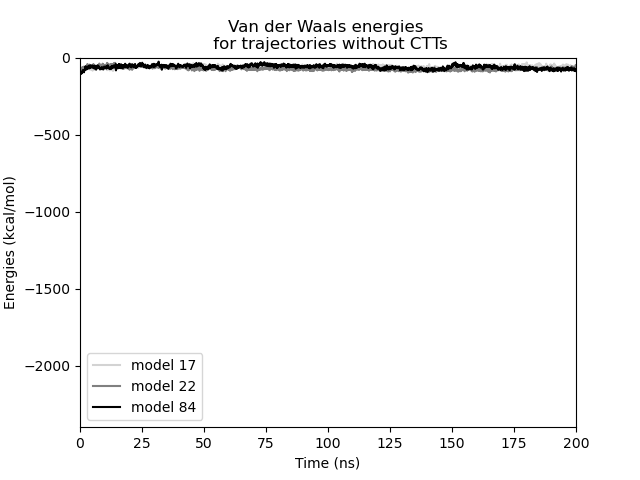 Van der Waals energies
for trajectories without CTTs
0
−500
−1000
−1500
−2000
Energies (kcal/mol)
model 17
model 22
model 84
0 25 50 75 100 125 150 175 200
Time (ns)